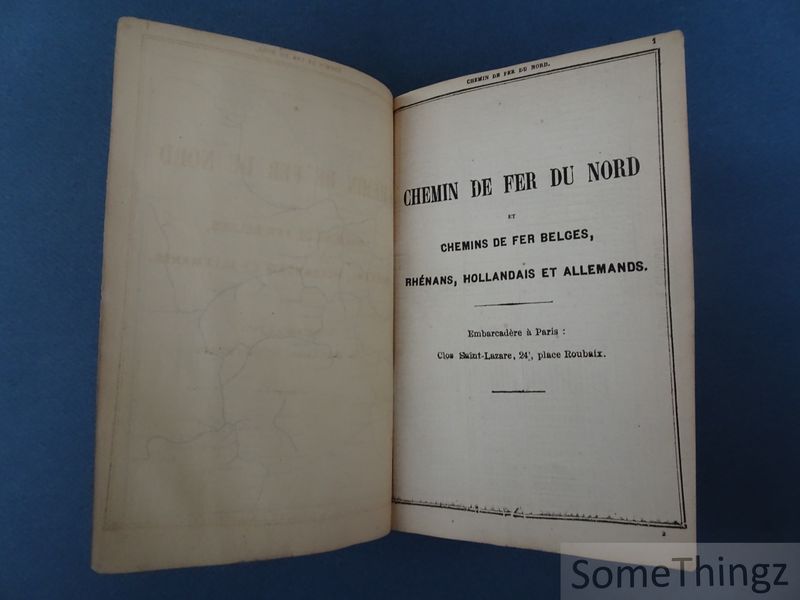 1
CHEMIN DE FER DU NORD.
CHEMIN DE FER DU NORD
ET
CHEMINS DE FER BELGES,
RHÉNANS, HOLLANDAIS ET ALLEMANDS.
Embarcadère à Paris :
Clos Saint-Lazare, 24, place Roubaix.
SomeThingz